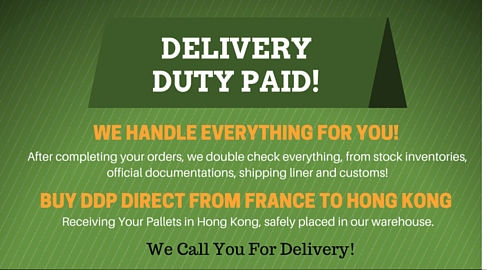 DELIVERY
DUTY PAID!
WE HANDLE EVERYTHING FOR YOU!
After completing your orders, we double check everything, from stock inventories,
official documentations, shipping liner and customs!
BUY DDP DIRECT FROM FRANCE TO HONG KONG
Receiving Your Pallets in Hong Kong, safely placed in our warehouse.
We Call You For Delivery!